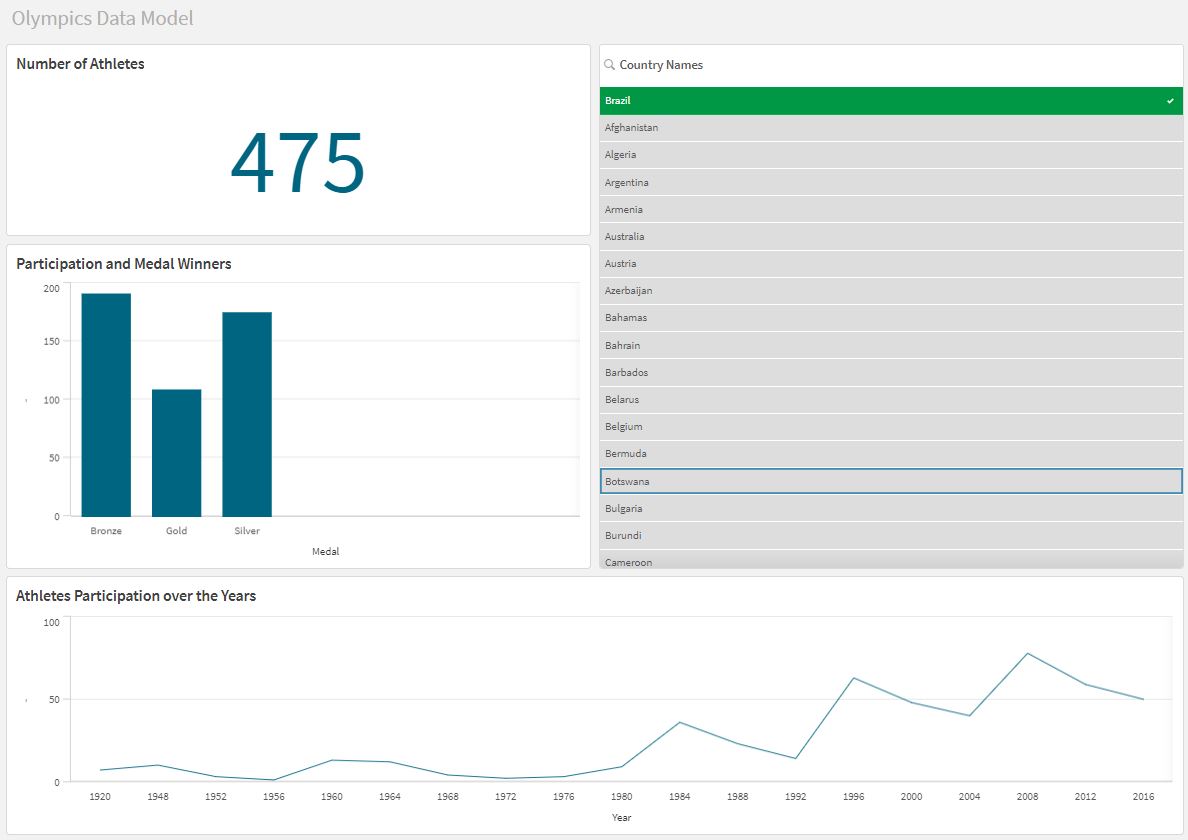 Olympics Data Model
Number of Athletes
475
Country Names
Brazil
Afghanistan
Algeria
Argentina
Armenia
Australia
Austria
Azerbaijan
Bahamas
Bahrain
Barbados
Belarus
Belgium
Bermuda
Botswana
Bulgaria
Burundi
Cameroon
Participation and Medal Winners
200
150
100
50
0
Bronze Gold Silver
Medal
Athletes Participation over the Years
100
50
0
1920 1948 1952 1956 1960 1964 1968 1972 1976 1980 1984 1988 1992 1996 2000 2004 2008 2012 2016
Year